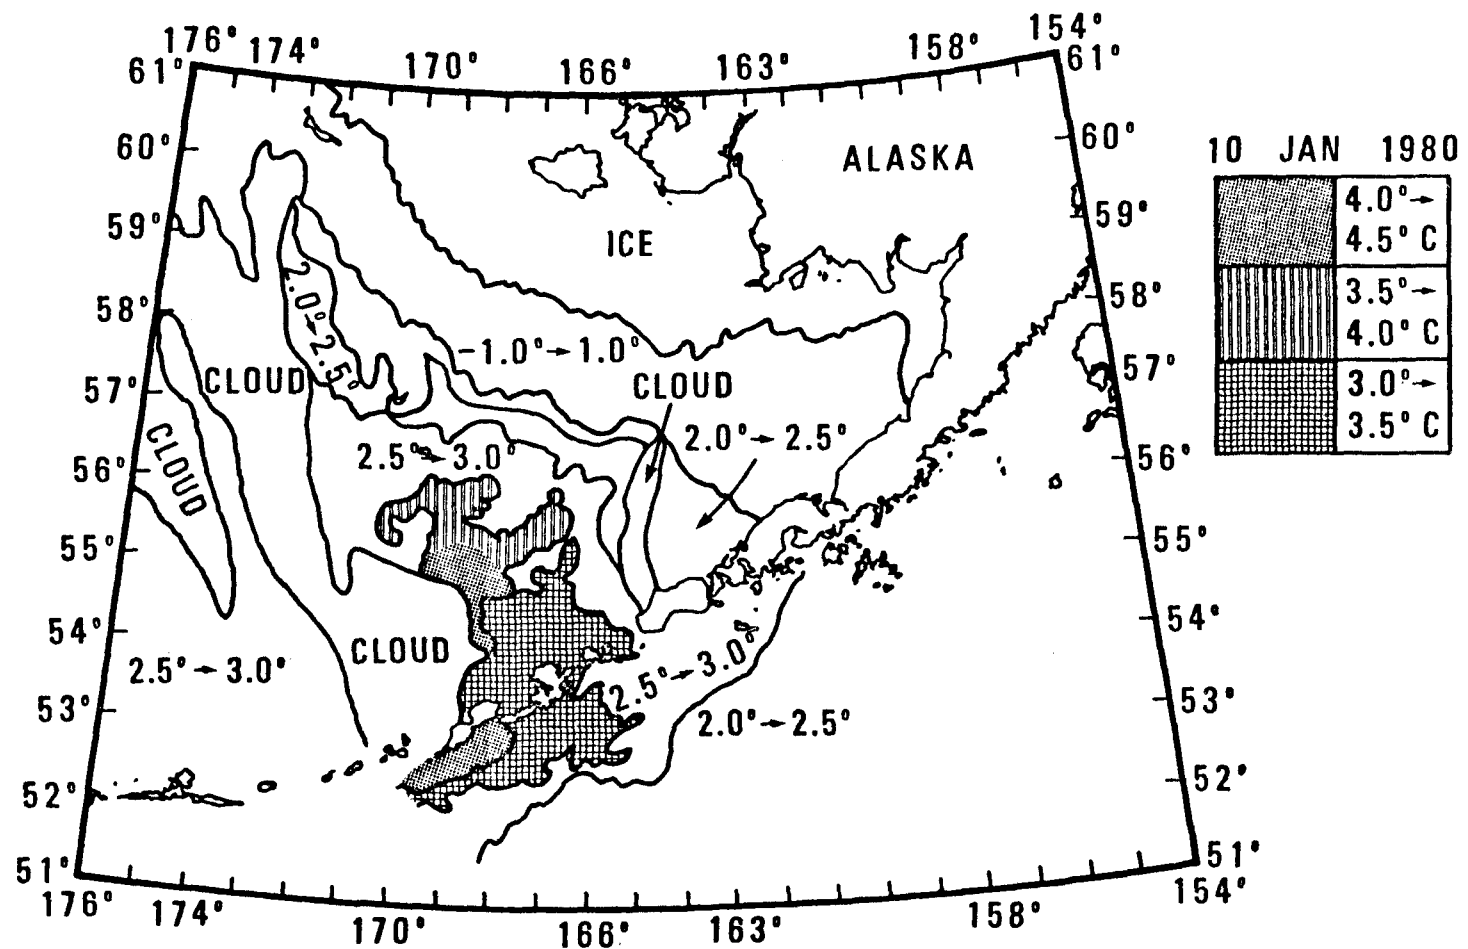 176° 174° 170° 166° 163° 158° 154°
61° 61°
60° 60°
ALASKA
10 JAN 1980
4.0°→
4.5° C
3.5°→
4.0° C
3.0°→
3.5° C
59° 59°
ICE
58° 58°
2.0°→2.5°
-1.0°→1.0°
57° 57°
CLOUD
CLOUD
CLOUD
2.0°→2.5°
56° 56°
2.5°→3.0°
55° 55°
54° 54°
CLOUD
2.5°→3.0°
2.5°→3.0°
53° 53°
2.0°→2.5°
52° 52°
51° 51°
176° 174° 170° 166° 163° 158° 154°